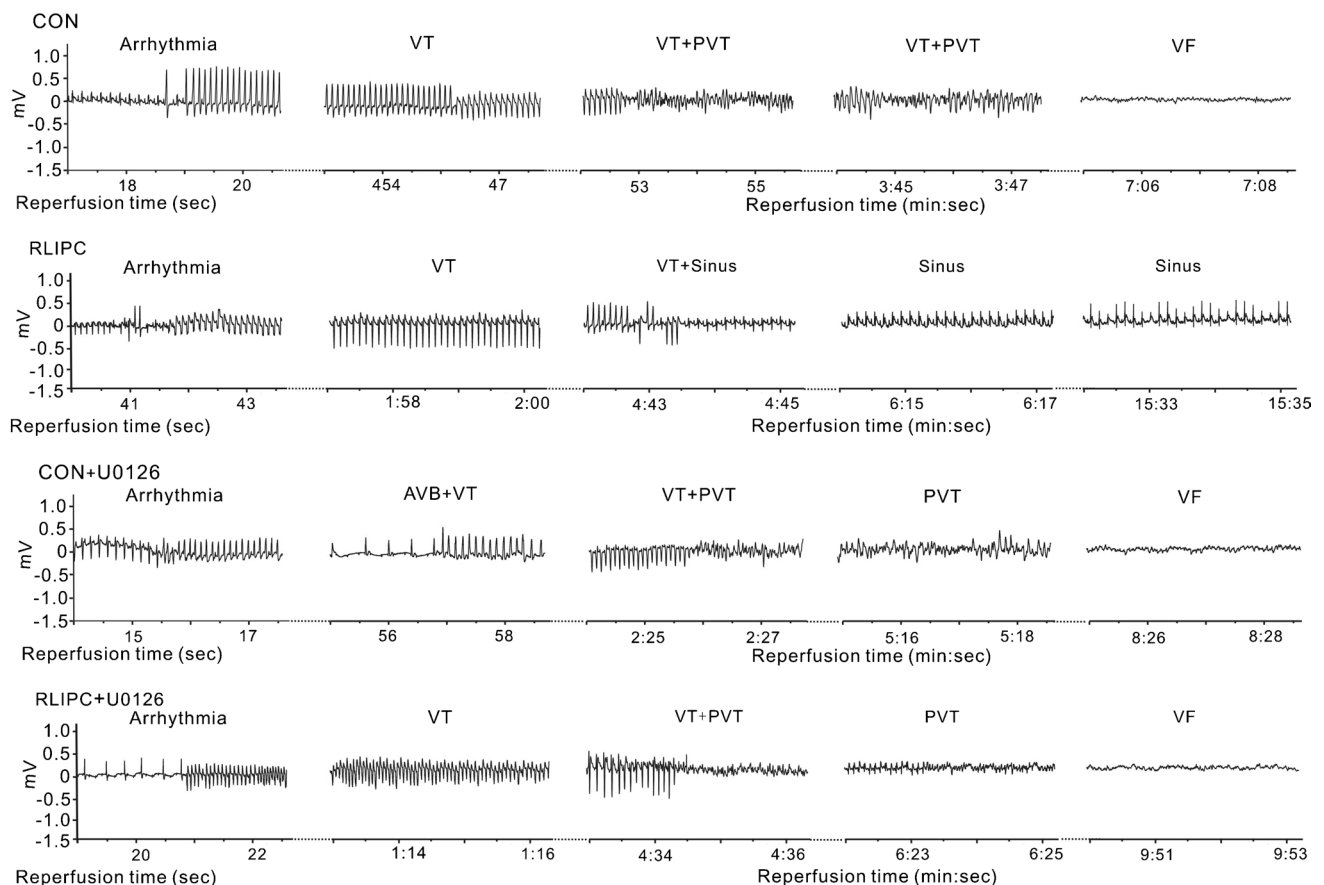 CON
Arrhythmia VT VT+PVT VT+PVT VF
1.0
0.5
0
-0.5
-1.0
-1.5
mV
18 20 454 47 53 55 3:45 3:47 7:06 7:08
Reperfusion time (sec) Reperfusion time (min:sec)
RLIPC
Arrhythmia VT VT+Sinus Sinus Sinus
1.0
0.5
0
-0.5
-1.0
-1.5
mV
41 43 1:58 2:00 4:43 4:45 6:15 6:17 15:33 15:35
Reperfusion time (sec) Reperfusion time (min:sec)
CON+U0126
Arrhythmia AVB+VT VT+PVT PVT VF
1.0
0.5
0
-0.5
-1.0
-1.5
mV
15 17 56 58 2:25 2:27 5:16 5:18 8:26 8:28
Reperfusion time (sec) Reperfusion time (min:sec)
RLIPC+U0126
Arrhythmia VT VT+PVT PVT VF
1.0
0.5
0
-0.5
-1.0
-1.5
mV
20 22 1:14 1:16 4:34 4:36 6:23 6:25 9:51 9:53
Reperfusion time (sec) Reperfusion time (min:sec)